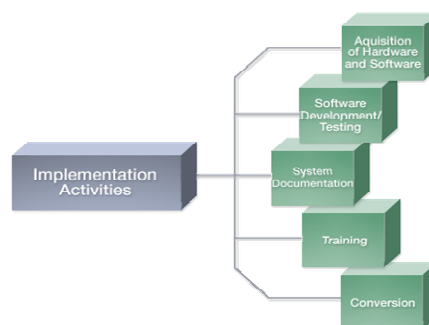 Aquisition
of Hardware
and Software
Software
Development/
Testing
Implementation
Activities
System
Documentation
Training
Conversion